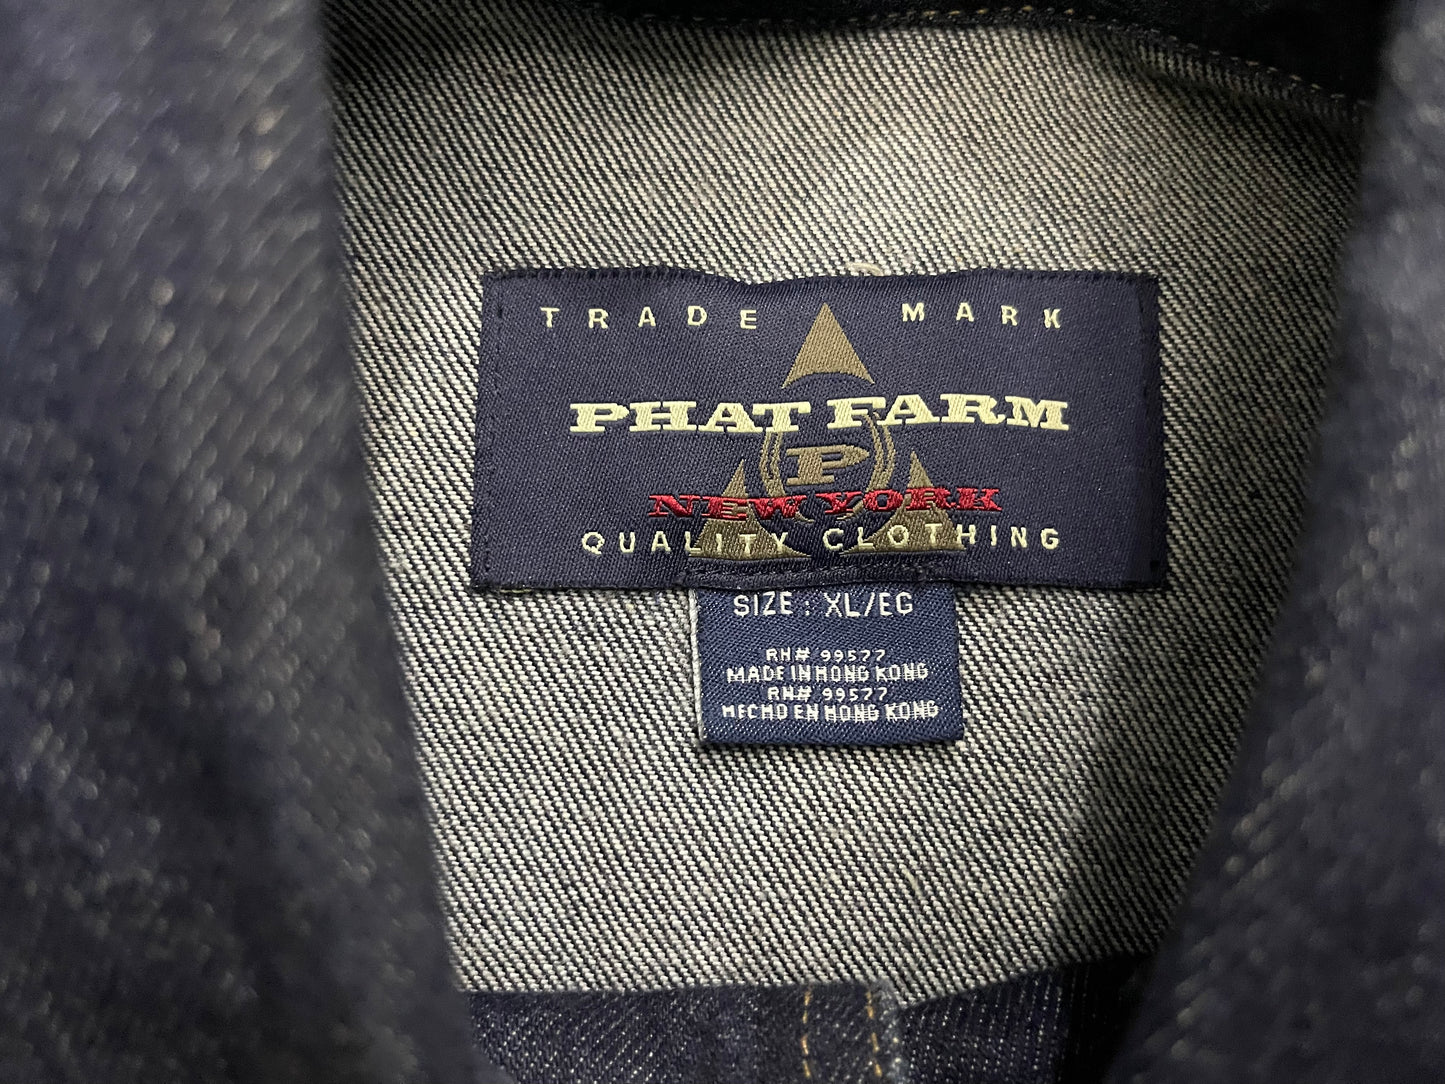 TRADE MARK
PHAT FARM
P
NEW YORK
QUALITY CLOTHING
SIZE : XL/EG
RN# 99577
MADE IN HONG KONG
RN# 99577
HECHO EN HONG KONG